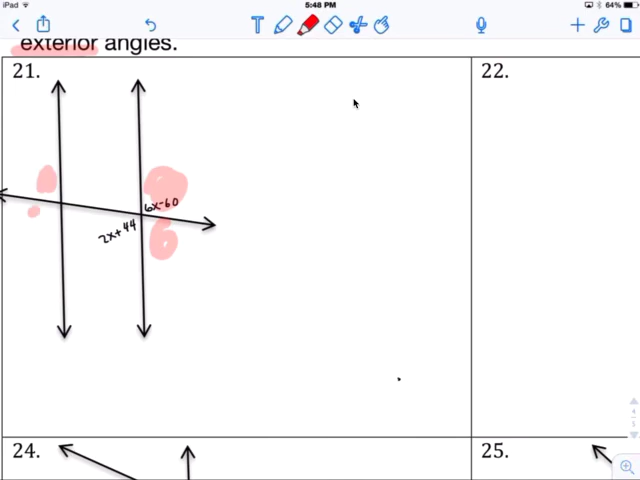 iPad
5:48 PM
64%
T
exterior angles.
21.
22.
6x-60
2x+44
24.
25.